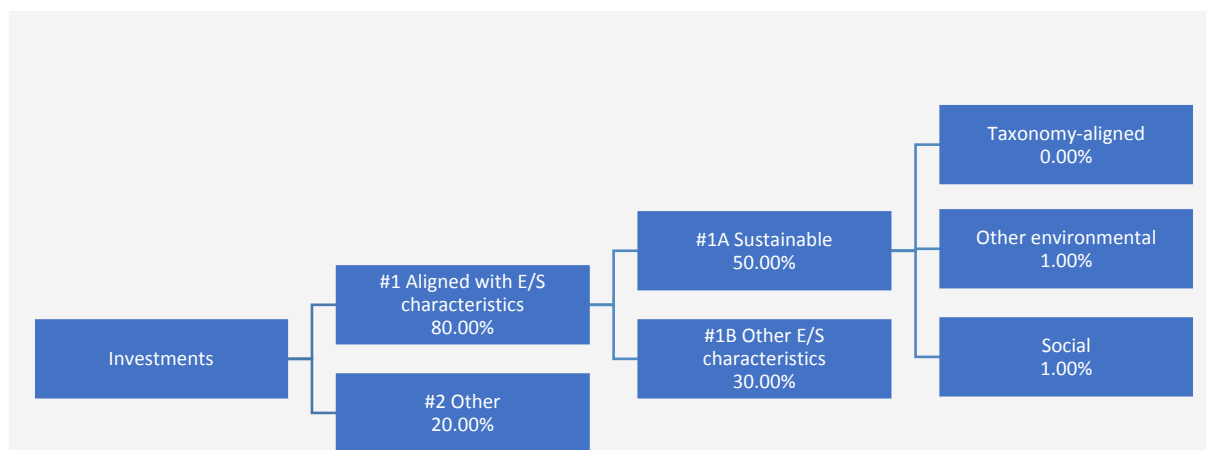 Investments
#1 Aligned with E/S
characteristics
80.00%
#2 Other
20.00%
#1A Sustainable
50.00%
#1B Other E/S
characteristics
30.00%
Taxonomy-aligned
0.00%
Other environmental
1.00%
Social
1.00%